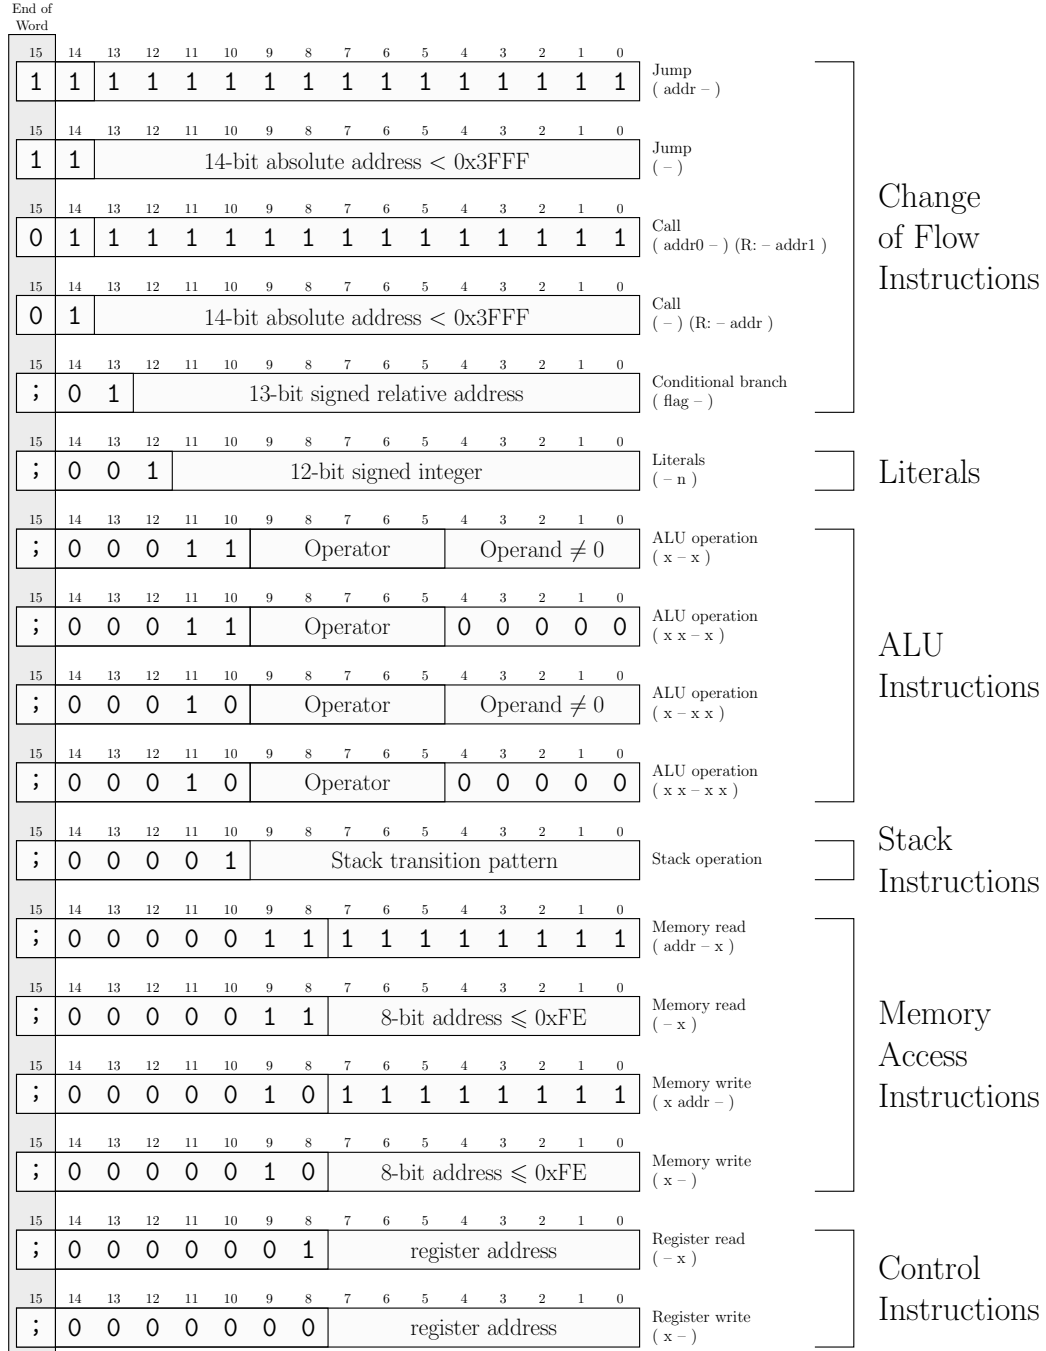 End of
Word
15 14 13 12 11 10 9 8 7 6 5 4 3 2 1 0
1 1 1 1 1 1 1 1 1 1 1 1 1 1 1 1
Jump
( addr – )
15 14 13 12 11 10 9 8 7 6 5 4 3 2 1 0
1 1 14-bit absolute address < 0x3FFF
Jump
( – )
15 14 13 12 11 10 9 8 7 6 5 4 3 2 1 0
0 1 1 1 1 1 1 1 1 1 1 1 1 1 1 1
Call
( addr0 – ) (R: – addr1 )
15 14 13 12 11 10 9 8 7 6 5 4 3 2 1 0
0 1 14-bit absolute address < 0x3FFF
Call
( – ) (R: – addr )
15 14 13 12 11 10 9 8 7 6 5 4 3 2 1 0
; 0 1 13-bit signed relative address
Conditional branch
( flag – )
Change
of Flow
Instructions
15 14 13 12 11 10 9 8 7 6 5 4 3 2 1 0
; 0 0 1 12-bit signed integer
Literals
( – n )
Literals
15 14 13 12 11 10 9 8 7 6 5 4 3 2 1 0
; 0 0 0 1 1 Operator Operand ≠ 0
ALU operation
( x – x )
15 14 13 12 11 10 9 8 7 6 5 4 3 2 1 0
; 0 0 0 1 1 Operator 0 0 0 0 0
ALU operation
( x x – x )
15 14 13 12 11 10 9 8 7 6 5 4 3 2 1 0
; 0 0 0 1 0 Operator Operand ≠ 0
ALU operation
( x – x x )
15 14 13 12 11 10 9 8 7 6 5 4 3 2 1 0
; 0 0 0 1 0 Operator 0 0 0 0 0
ALU operation
( x x – x x )
ALU
Instructions
15 14 13 12 11 10 9 8 7 6 5 4 3 2 1 0
; 0 0 0 0 1 Stack transition pattern
Stack operation
Stack
Instructions
15 14 13 12 11 10 9 8 7 6 5 4 3 2 1 0
; 0 0 0 0 0 1 1 1 1 1 1 1 1 1 1
Memory read
( addr – x )
15 14 13 12 11 10 9 8 7 6 5 4 3 2 1 0
; 0 0 0 0 0 1 1 8-bit address ⩽ 0xFE
Memory read
( – x )
15 14 13 12 11 10 9 8 7 6 5 4 3 2 1 0
; 0 0 0 0 0 1 0 1 1 1 1 1 1 1 1
Memory write
( x addr – )
15 14 13 12 11 10 9 8 7 6 5 4 3 2 1 0
; 0 0 0 0 0 1 0 8-bit address ⩽ 0xFE
Memory write
( x – )
Memory
Access
Instructions
15 14 13 12 11 10 9 8 7 6 5 4 3 2 1 0
; 0 0 0 0 0 0 1 register address
Register read
( – x )
15 14 13 12 11 10 9 8 7 6 5 4 3 2 1 0
; 0 0 0 0 0 0 0 register address
Register write
( x – )
Control
Instructions